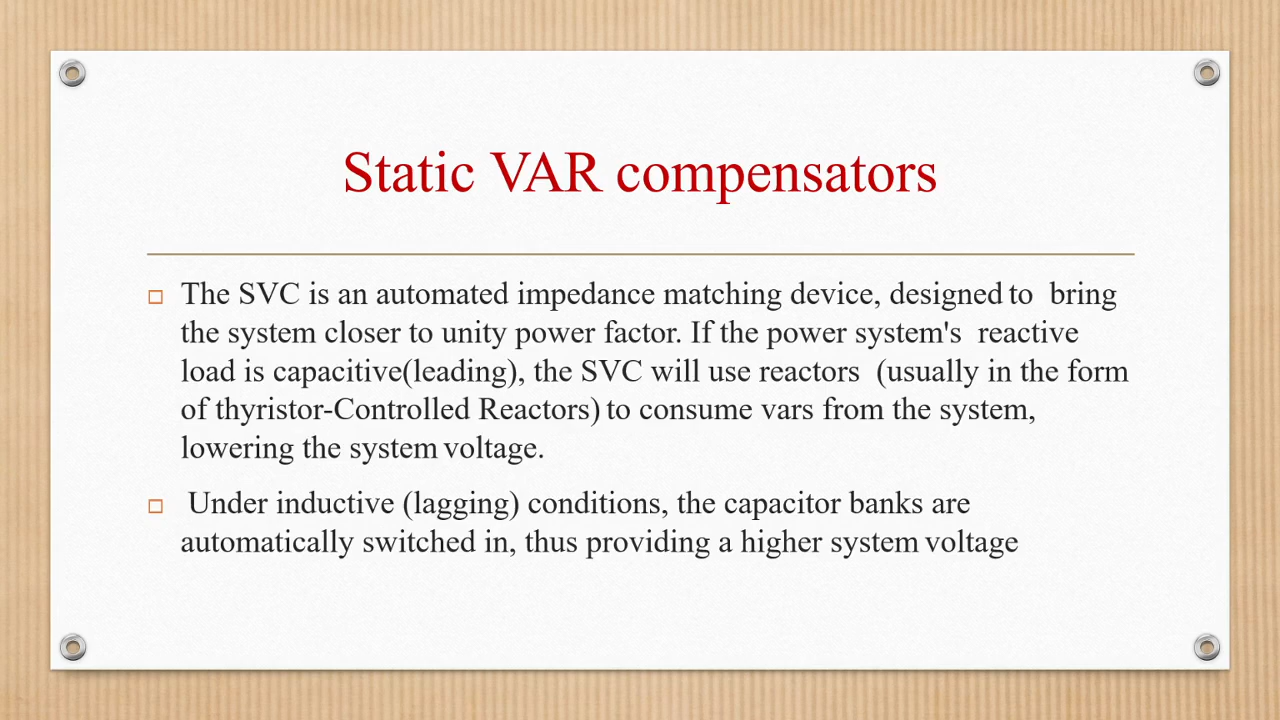 Static VAR compensators
The SVC is an automated impedance matching device, designed to bring
the system closer to unity power factor. If the power system's reactive
load is capacitive(leading), the SVC will use reactors (usually in the form
of thyristor-Controlled Reactors) to consume vars from the system,
lowering the system voltage.
Under inductive (lagging) conditions, the capacitor banks are
automatically switched in, thus providing a higher system voltage